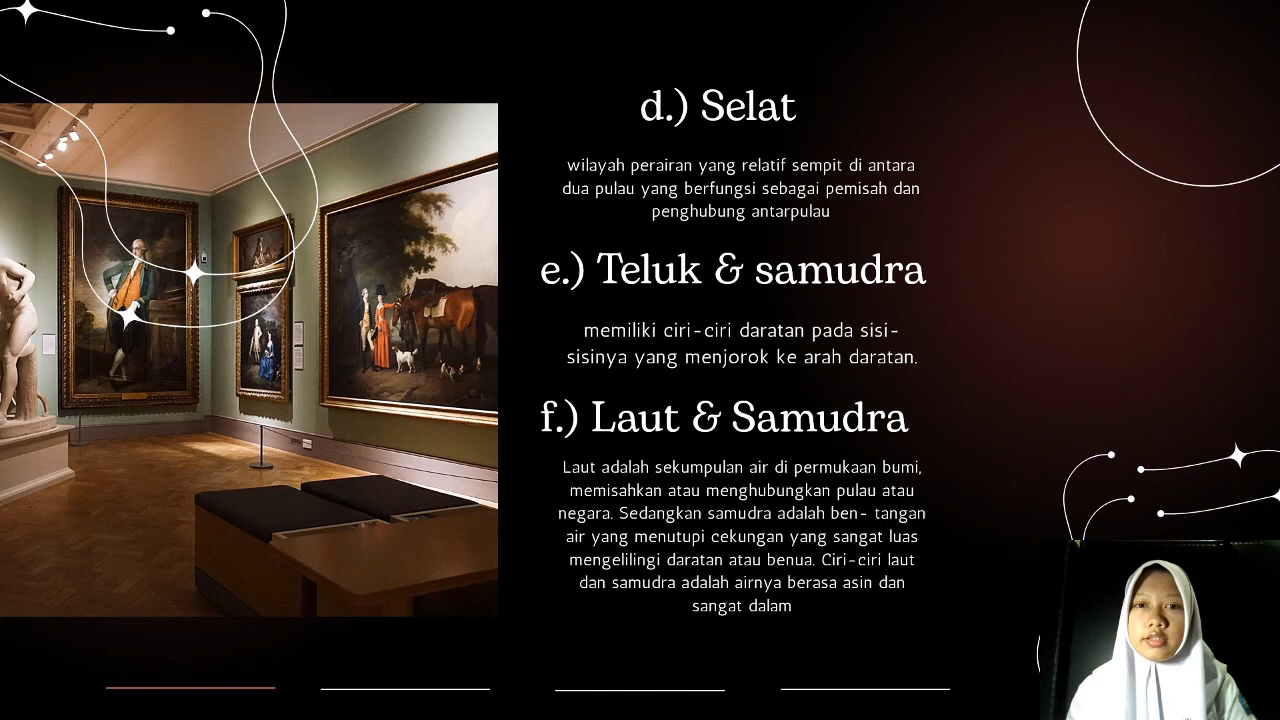 d.) Selat
wilayah perairan yang relatif sempit di antara
dua pulau yang berfungsi sebagai pemisah dan
penghubung antarpulau
e.) Teluk & samudra
memiliki ciri-ciri daratan pada sisi-
sisinya yang menjorok ke arah daratan.
f.) Laut & Samudra
Laut adalah sekumpulan air di permukaan bumi,
memisahkan atau menghubungkan pulau atau
negara. Sedangkan samudra adalah ben- tangan
air yang menutupi cekungan yang sangat luas
mengelilingi daratan atau benua. Ciri-ciri laut
dan samudra adalah airnya berasa asin dan
sangat dalam